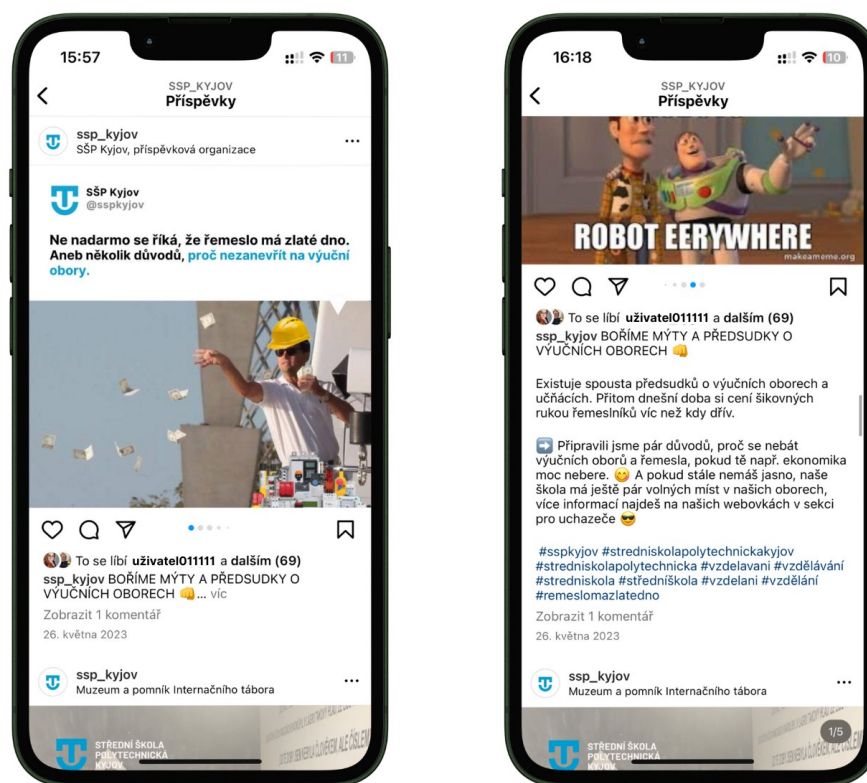 15:57
11
SSP_KYJOV
Příspěvky
ssp_kyjov
SŠP Kyjov, příspěvková organizace
SŠP Kyjov
@sspkyjov
Ne nadarmo se říká, že řemeslo má zlaté dno.
Aneb několik důvodů, proč nezanevřít na výuční
obory.
To se líbí uživatel011111 a dalším (69)
ssp_kyjov BOŘÍME MÝTY A PŘEDSUDKY O
VÝUČNÍCH OBORECH 👊... víc
Zobrazit 1 komentář
26. května 2023
ssp_kyjov
Muzeum a pomník Internačního tábora
STŘEDNÍ ŠKOLA
POLYTECHNICKÁ
KYJOV
16:18
10
SSP_KYJOV
Příspěvky
ROBOT EERYWHERE
makeameme.org
To se líbí uživatel011111 a dalším (69)
ssp_kyjov BOŘÍME MÝTY A PŘEDSUDKY O
VÝUČNÍCH OBORECH 👊
Existuje spousta předsudků o výučních oborech a
učňácích. Přitom dnešní doba si cení šikovných
rukou řemeslníků víc než kdy dřív.
➡️ Připravili jsme pár důvodů, proč se nebát
výučních oborů a řemesla, pokud tě např. ekonomika
moc nebere. 😋 A pokud stále nemáš jasno, naše
škola má ještě pár volných míst v našich oborech,
více informací najdeš na našich webovkách v sekci
pro uchazeče 😎
#sspkyjov #stredniskolapolytechnickakyjov
#stredniskolapolytechnicka #vzdelavani #vzdělávání
#stredniskola #středníškola #vzdelani #vzdělání
#remeslomazlatedno
Zobrazit 1 komentář
26. května 2023
ssp_kyjov
Muzeum a pomník Internačního tábora
1/5
STŘEDNÍ ŠKOLA
POLYTECHNICKÁ
KYJOV